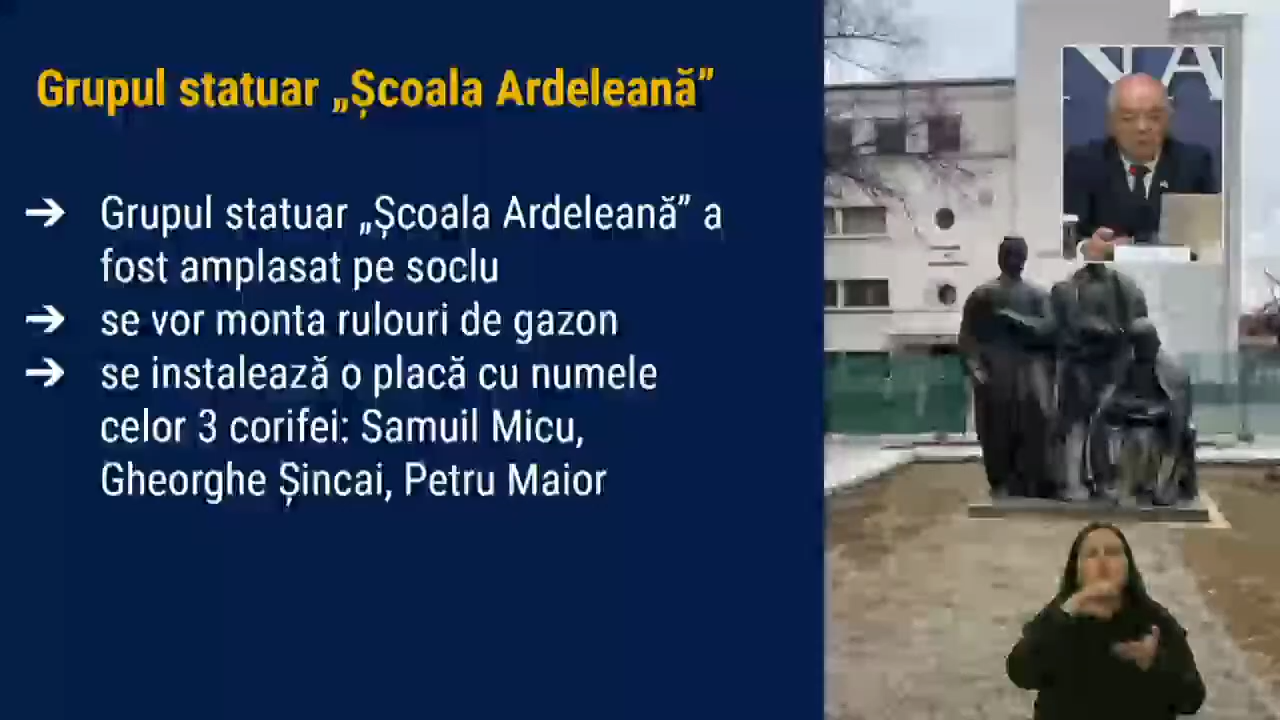 Grupul statuar „Școala Ardeleană”
➔ Grupul statuar „Școala Ardeleană” a
fost amplasat pe soclu
➔ se vor monta rulouri de gazon
➔ se instalează o placă cu numele
celor 3 corifei: Samuil Micu,
Gheorghe Șincai, Petru Maior